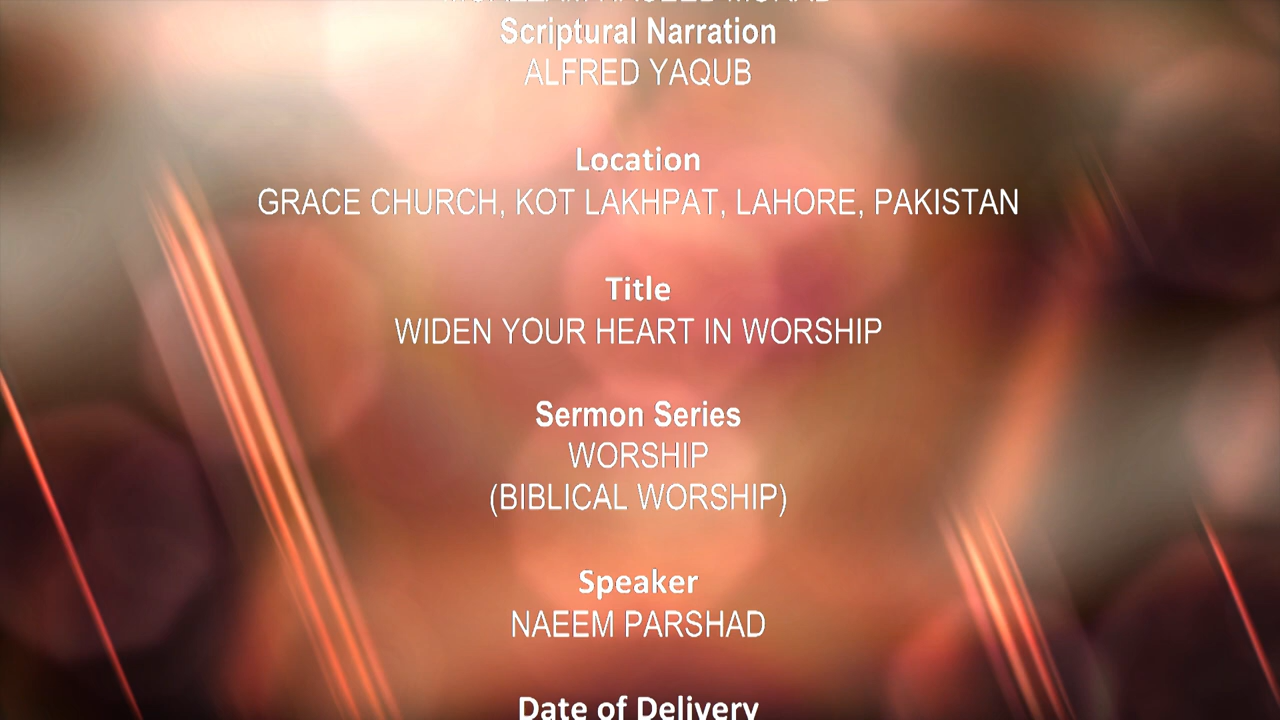 Scriptural Narration
ALFRED YAQUB
Location
GRACE CHURCH, KOT LAKHPAT, LAHORE, PAKISTAN
Title
WIDEN YOUR HEART IN WORSHIP
Sermon Series
WORSHIP
(BIBLICAL WORSHIP)
Speaker
NAEEM PARSHAD
Date of Delivery